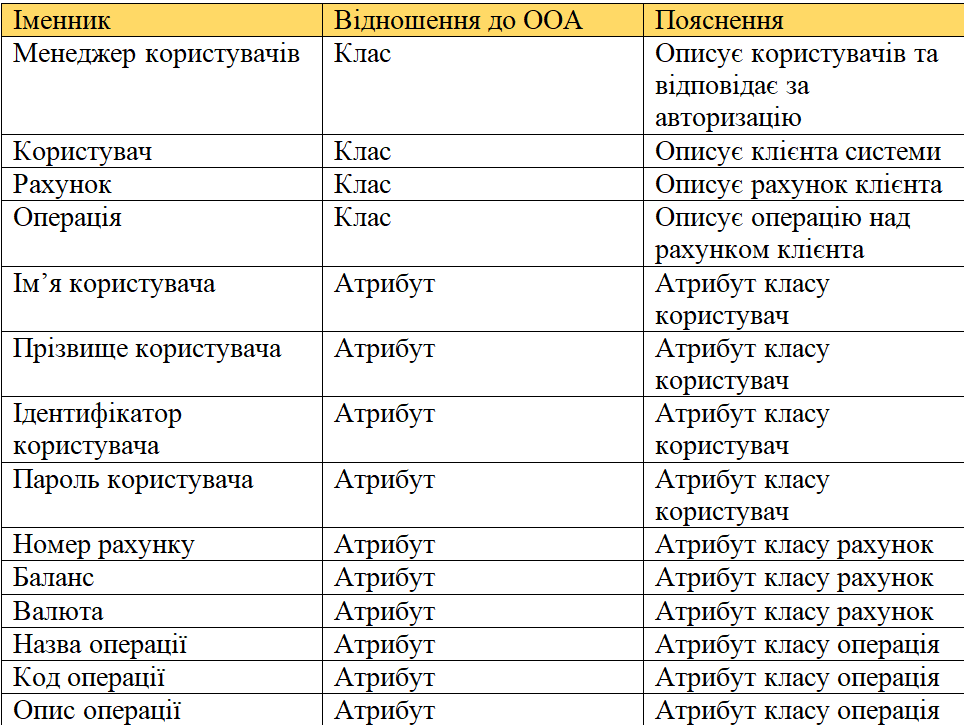 Іменник Відношення до ООА Пояснення
Менеджер користувачів Клас Описує користувачів та
відповідає за
авторизацію
Користувач Клас Описує клієнта системи
Рахунок Клас Описує рахунок клієнта
Операція Клас Описує операцію над
рахунком клієнта
Ім’я користувача Атрибут Атрибут класу
користувач
Прізвище користувача Атрибут Атрибут класу
користувач
Ідентифікатор Атрибут Атрибут класу
користувача користувач
Пароль користувача Атрибут Атрибут класу
користувач
Номер рахунку Атрибут Атрибут класу рахунок
Баланс Атрибут Атрибут класу рахунок
Валюта Атрибут Атрибут класу рахунок
Назва операції Атрибут Атрибут класу операція
Код операції Атрибут Атрибут класу операція
Опис операції Атрибут Атрибут класу операція